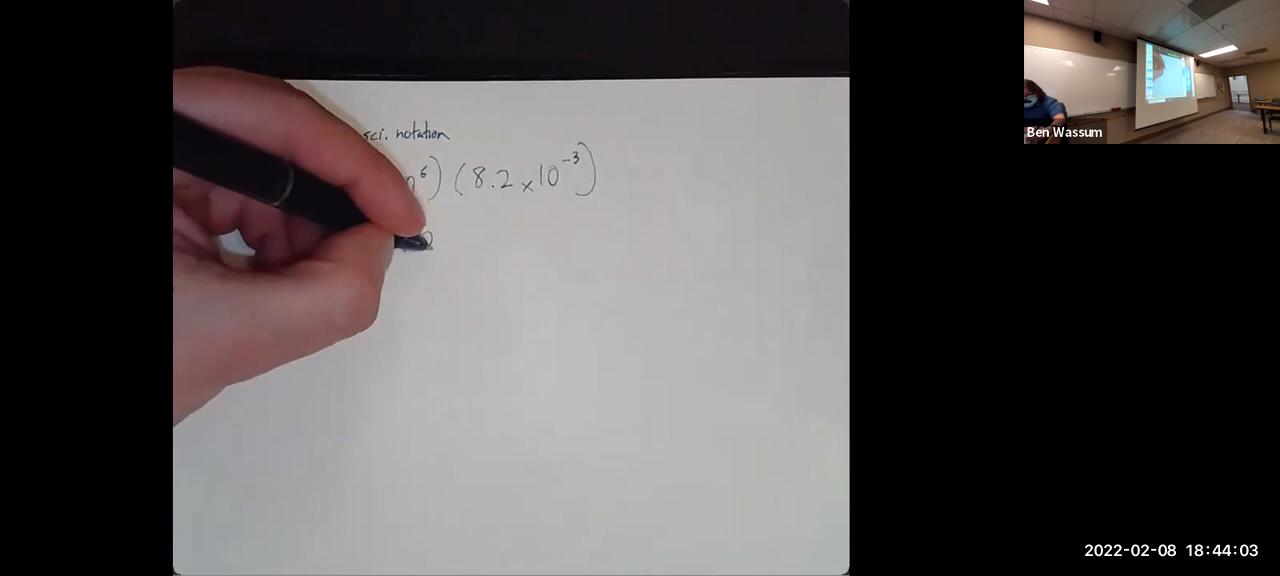 sci. notation
0⁶) (8.2 x 10⁻³)
Ben Wassum
2022-02-08 18:44:03